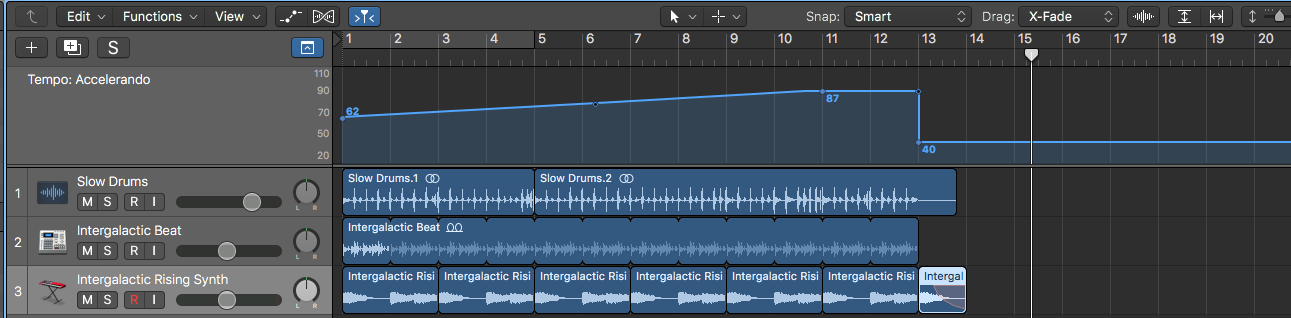 Edit Functions View Snap: Smart Drag: X-Fade
S 1 2 3 4 5 6 7 8 9 10 11 12 13 14 15 16 17 18 19 20
Tempo: Accelerando
110
90
70
50
20
62 87
40
1 Slow Drums
M S R I L R
Slow Drums.1 Slow Drums.2
2 Intergalactic Beat
M S R I L R
Intergalactic Beat
3 Intergalactic Rising Synth
M S R I L R
Intergalactic Risi Intergalactic Risi Intergalactic Risi Intergalactic Risi Intergalactic Risi Intergalactic Risi Intergal